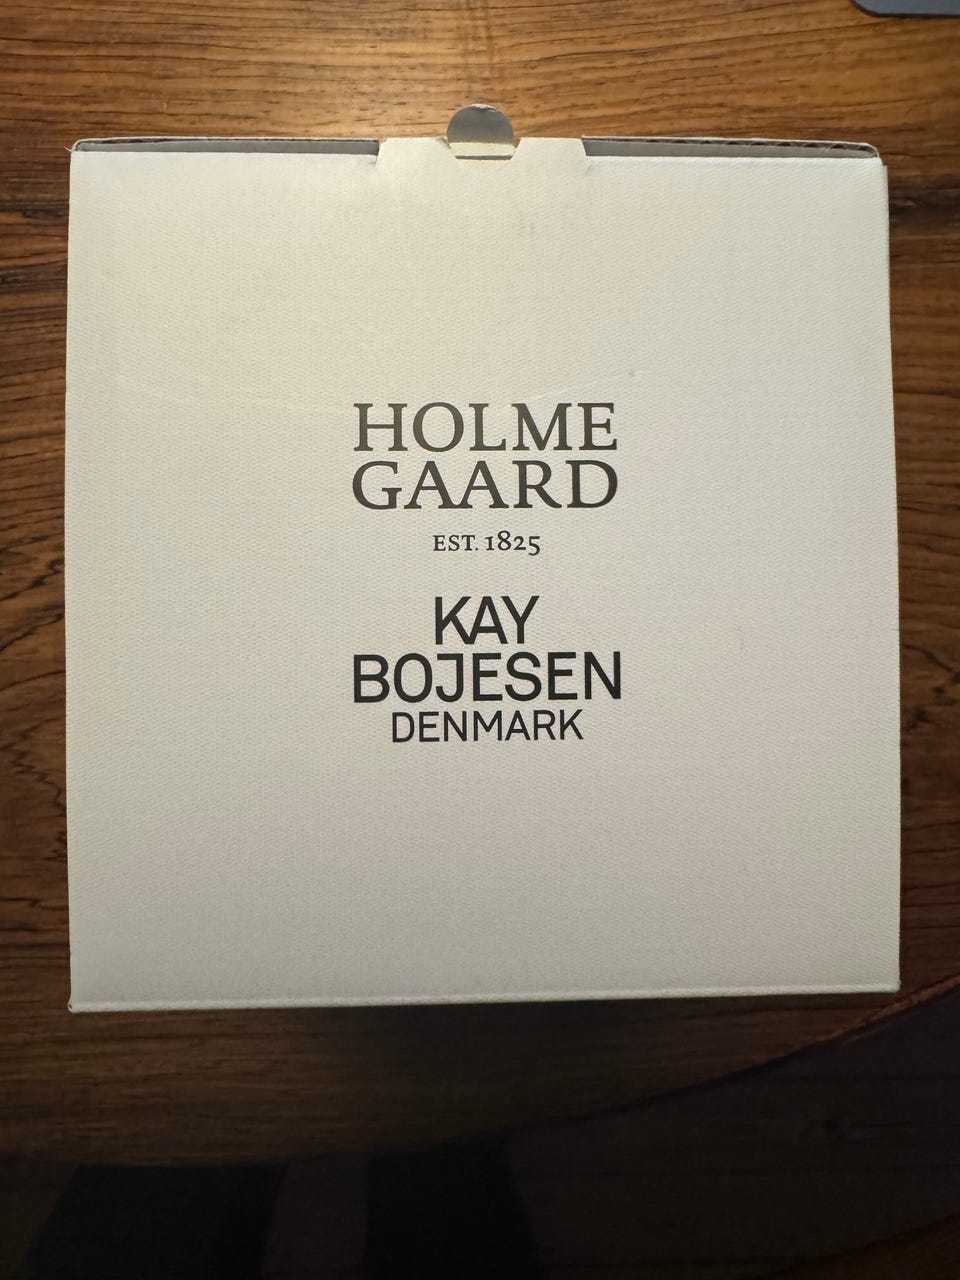 HOLME
GAARD
EST. 1825
KAY
BOJESEN
DENMARK